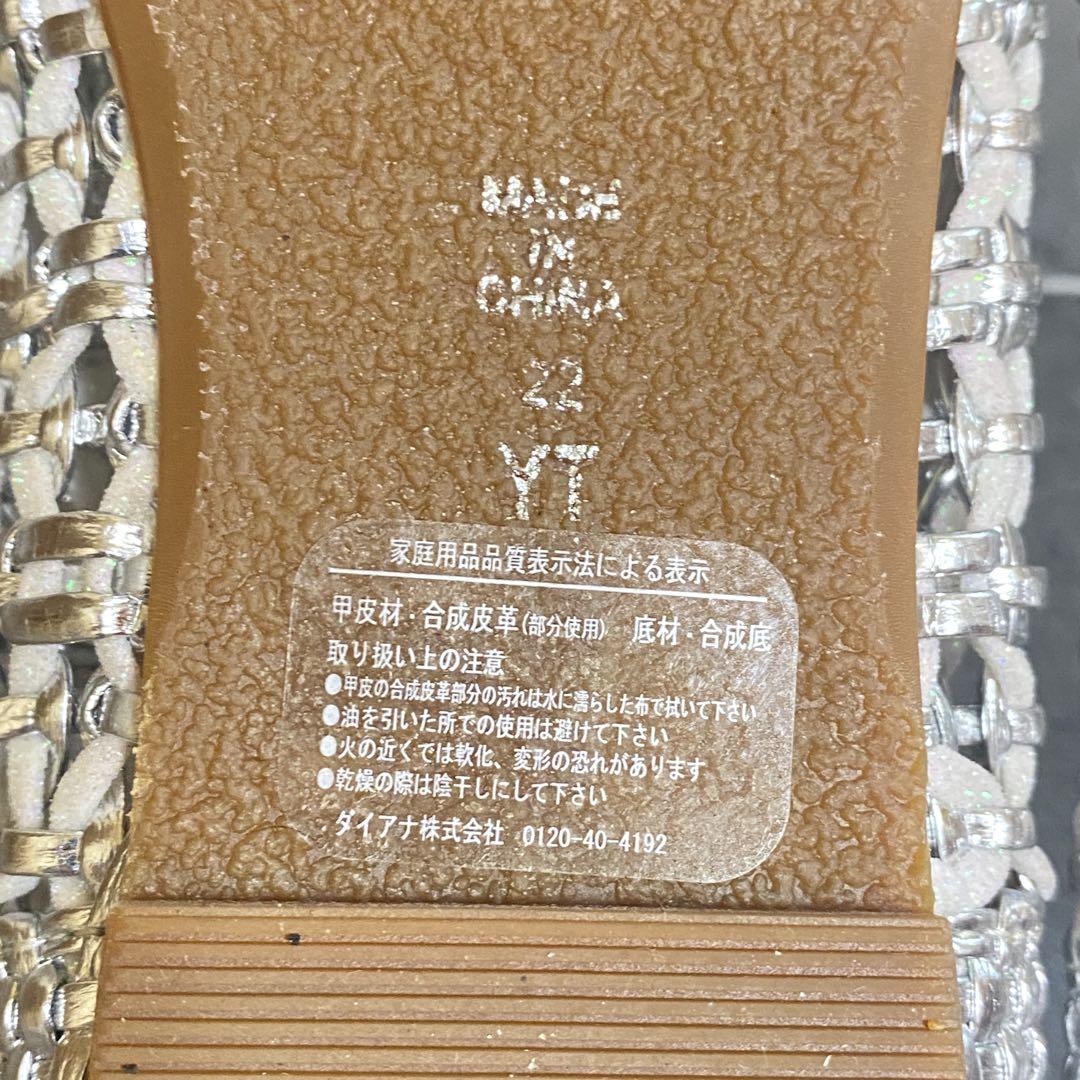 MADE
IN
CHINA
22
YT
家庭用品品質表示法による表示
甲皮材・合成皮革(部分使用) 底材・合成底
取り扱い上の注意
●甲皮の合成皮革部分の汚れは水に濡らした布で拭いて下さい
●油を引いた所での使用は避けて下さい
●火の近くでは軟化、変形の恐れがあります
●乾燥の際は陰干しにして下さい
ダイアナ株式会社 0120-40-4192